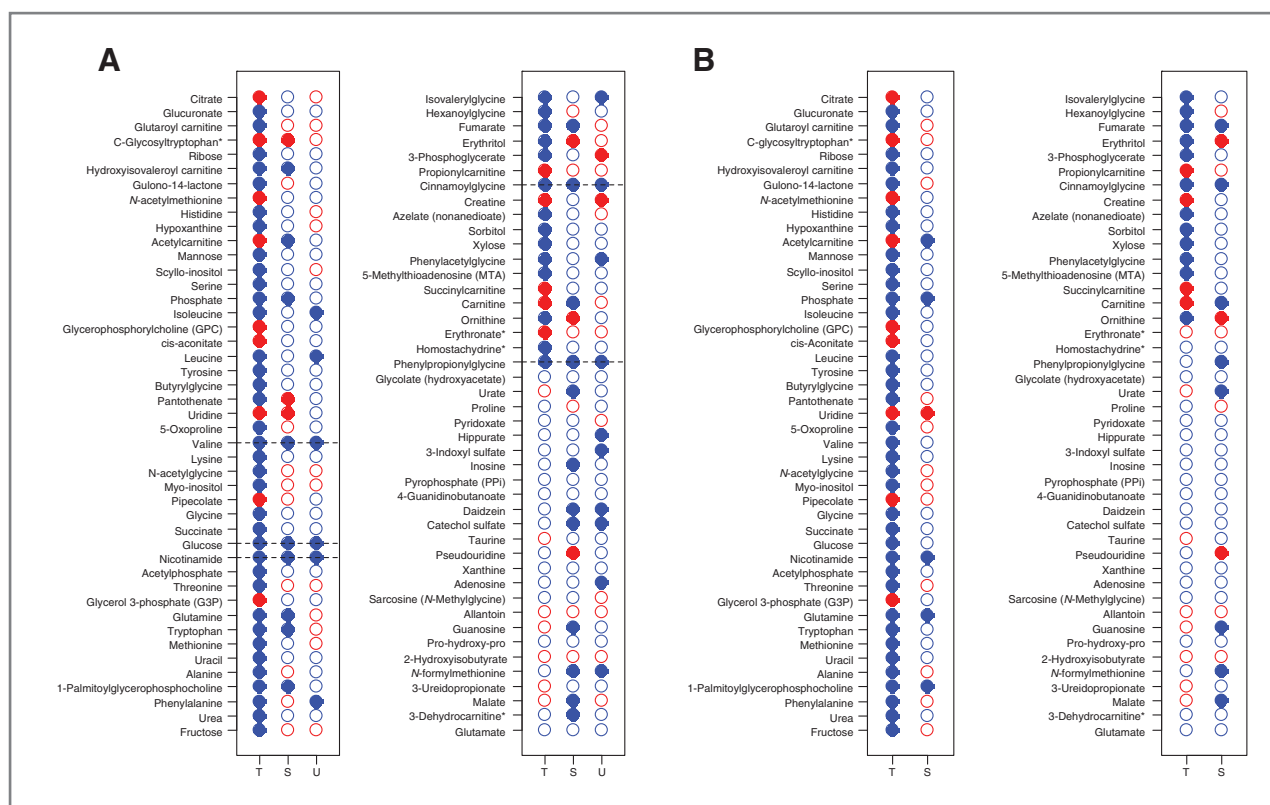 A
Citrate
Glucuronate
Glutaroyl carnitine
C-Glycosyltryptophan*
Ribose
Hydroxyisovaleroyl carnitine
Gulono-14-lactone
N-acetylmethionine
Histidine
Hypoxanthine
Acetylcarnitine
Mannose
Scyllo-inositol
Serine
Phosphate
Isoleucine
Glycerophosphorylcholine (GPC)
cis-aconitate
Leucine
Tyrosine
Butyrylglycine
Pantothenate
Uridine
5-Oxoproline
Valine
Lysine
N-acetylglycine
Myo-inositol
Pipecolate
Glycine
Succinate
Glucose
Nicotinamide
Acetylphosphate
Threonine
Glycerol 3-phosphate (G3P)
Glutamine
Tryptophan
Methionine
Uracil
Alanine
1-Palmitoylglycerophosphocholine
Phenylalanine
Urea
Fructose
T S U
Isovalerylglycine
Hexanoylglycine
Fumarate
Erythritol
3-Phosphoglycerate
Propionylcarnitine
Cinnamoylglycine
Creatine
Azelate (nonanedioate)
Sorbitol
Xylose
Phenylacetylglycine
5-Methylthioadenosine (MTA)
Succinylcarnitine
Carnitine
Ornithine
Erythronate*
Homostachydrine*
Phenylpropionylglycine
Glycolate (hydroxyacetate)
Urate
Proline
Pyridoxate
Hippurate
3-Indoxyl sulfate
Inosine
Pyrophosphate (PPi)
4-Guanidinobutanoate
Daidzein
Catechol sulfate
Taurine
Pseudouridine
Xanthine
Adenosine
Sarcosine (N-Methylglycine)
Allantoin
Guanosine
Pro-hydroxy-pro
2-Hydroxyisobutyrate
N-formylmethionine
3-Ureidopropionate
Malate
3-Dehydrocarnitine*
Glutamate
T S U
B
Citrate
Glucuronate
Glutaroyl carnitine
C-glycosyltryptophan*
Ribose
Hydroxyisovaleroyl carnitine
Gulono-14-lactone
N-acetylmethionine
Histidine
Hypoxanthine
Acetylcarnitine
Mannose
Scyllo-inositol
Serine
Phosphate
Isoleucine
Glycerophosphorylcholine (GPC)
cis-aconitate
Leucine
Tyrosine
Butyrylglycine
Pantothenate
Uridine
5-Oxoproline
Valine
Lysine
N-acetylglycine
Myo-inositol
Pipecolate
Glycine
Succinate
Glucose
Nicotinamide
Acetylphosphate
Threonine
Glycerol 3-phosphate (G3P)
Glutamine
Tryptophan
Methionine
Uracil
Alanine
1-Palmitoylglycerophosphocholine
Phenylalanine
Urea
Fructose
T S
Isovalerylglycine
Hexanoylglycine
Fumarate
Erythritol
3-Phosphoglycerate
Propionylcarnitine
Cinnamoylglycine
Creatine
Azelate (nonanedioate)
Sorbitol
Xylose
Phenylacetylglycine
5-Methylthioadenosine (MTA)
Succinylcarnitine
Carnitine
Ornithine
Erythronate*
Homostachydrine*
Phenylpropionylglycine
Glycolate (hydroxyacetate)
Urate
Proline
Pyridoxate
Hippurate
3-Indoxyl sulfate
Inosine
Pyrophosphate (PPi)
4-Guanidinobutanoate
Daidzein
Catechol sulfate
Taurine
Pseudouridine
Xanthine
Adenosine
Sarcosine (N-Methylglycine)
Allantoin
Guanosine
Pro-hydroxy-pro
2-Hydroxyisobutyrate
N-formylmethionine
3-Ureidopropionate
Malate
3-Dehydrocarnitine*
Glutamate
T S